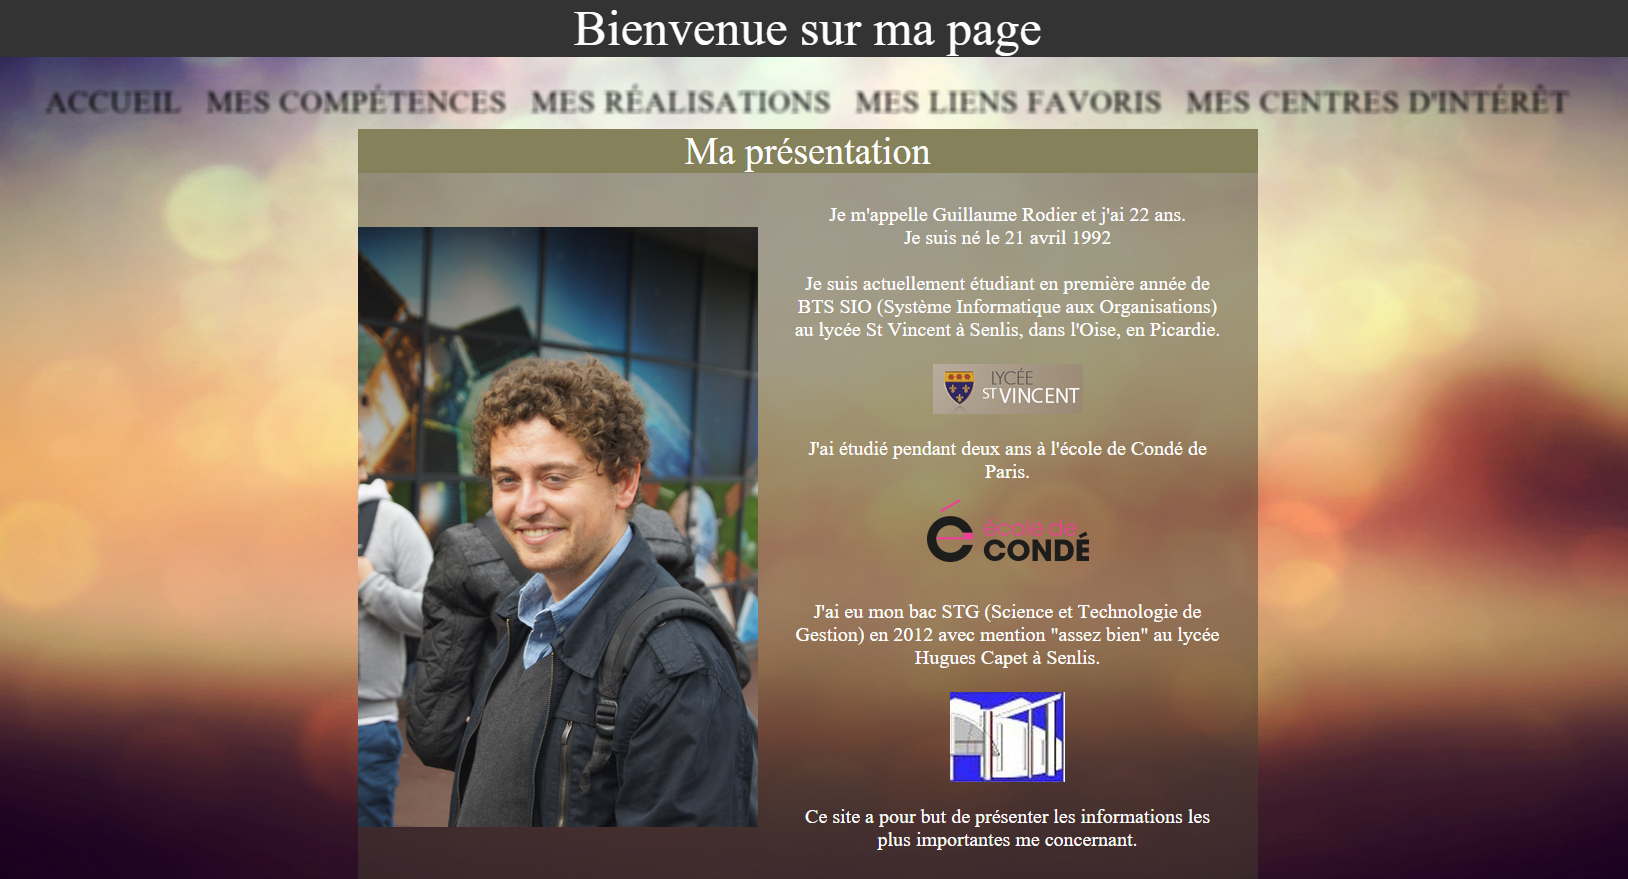 Bienvenue sur ma page
ACCUEIL MES COMPÉTENCES MES RÉALISATIONS MES LIENS FAVORIS MES CENTRES D'INTÉRÊT
Ma présentation
Je m'appelle Guillaume Rodier et j'ai 22 ans.
Je suis né le 21 avril 1992
Je suis actuellement étudiant en première année de
BTS SIO (Système Informatique aux Organisations)
au lycée St Vincent à Senlis, dans l'Oise, en Picardie.
LYCÉE
ST VINCENT
J'ai étudié pendant deux ans à l'école de Condé de
Paris.
école de
CONDÉ
J'ai eu mon bac STG (Science et Technologie de
Gestion) en 2012 avec mention "assez bien" au lycée
Hugues Capet à Senlis.
Ce site a pour but de présenter les informations les
plus importantes me concernant.